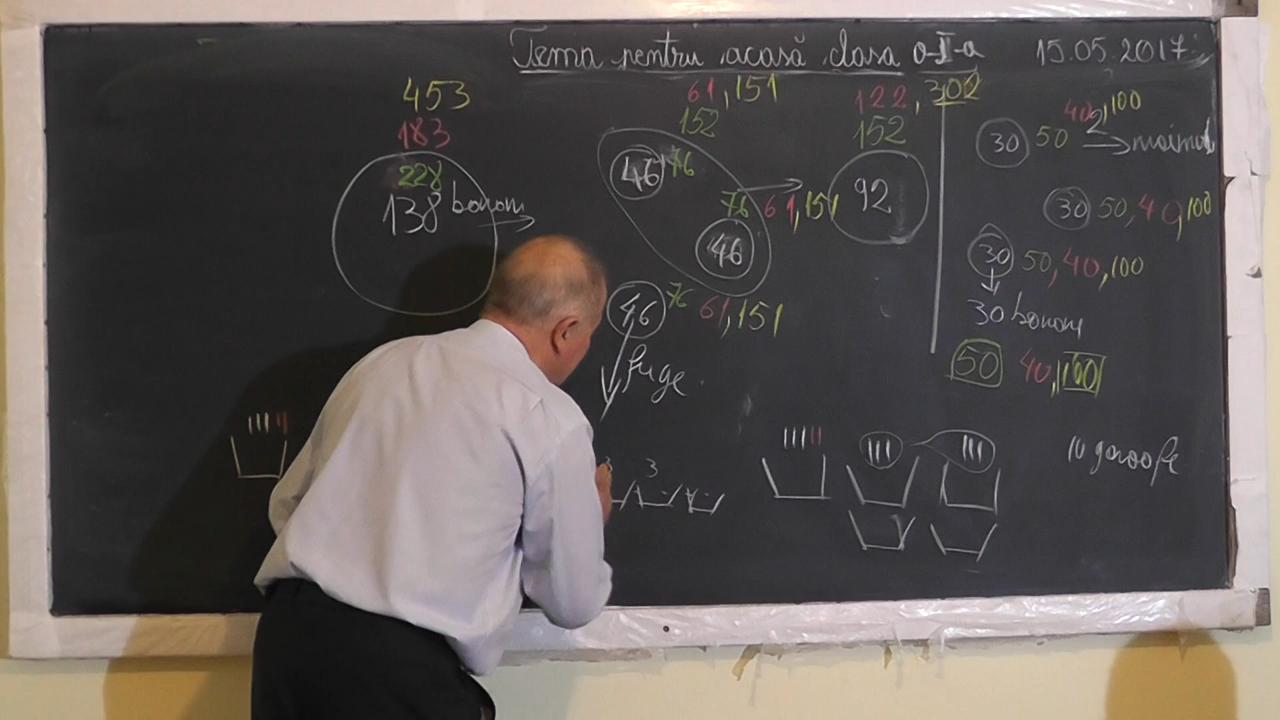 Tema pentru acasă clasa a-II-a 15.05.2017
453
183
228
138 bonom
61, 151
152
46 76
76 61, 151
46
46 76 61, 151
fuge
122, 302
152
92
30 50 40, 100
30 50, 40, 100
30 50, 40, 100
30 bonom
50 40, 100
3
10 garoafe